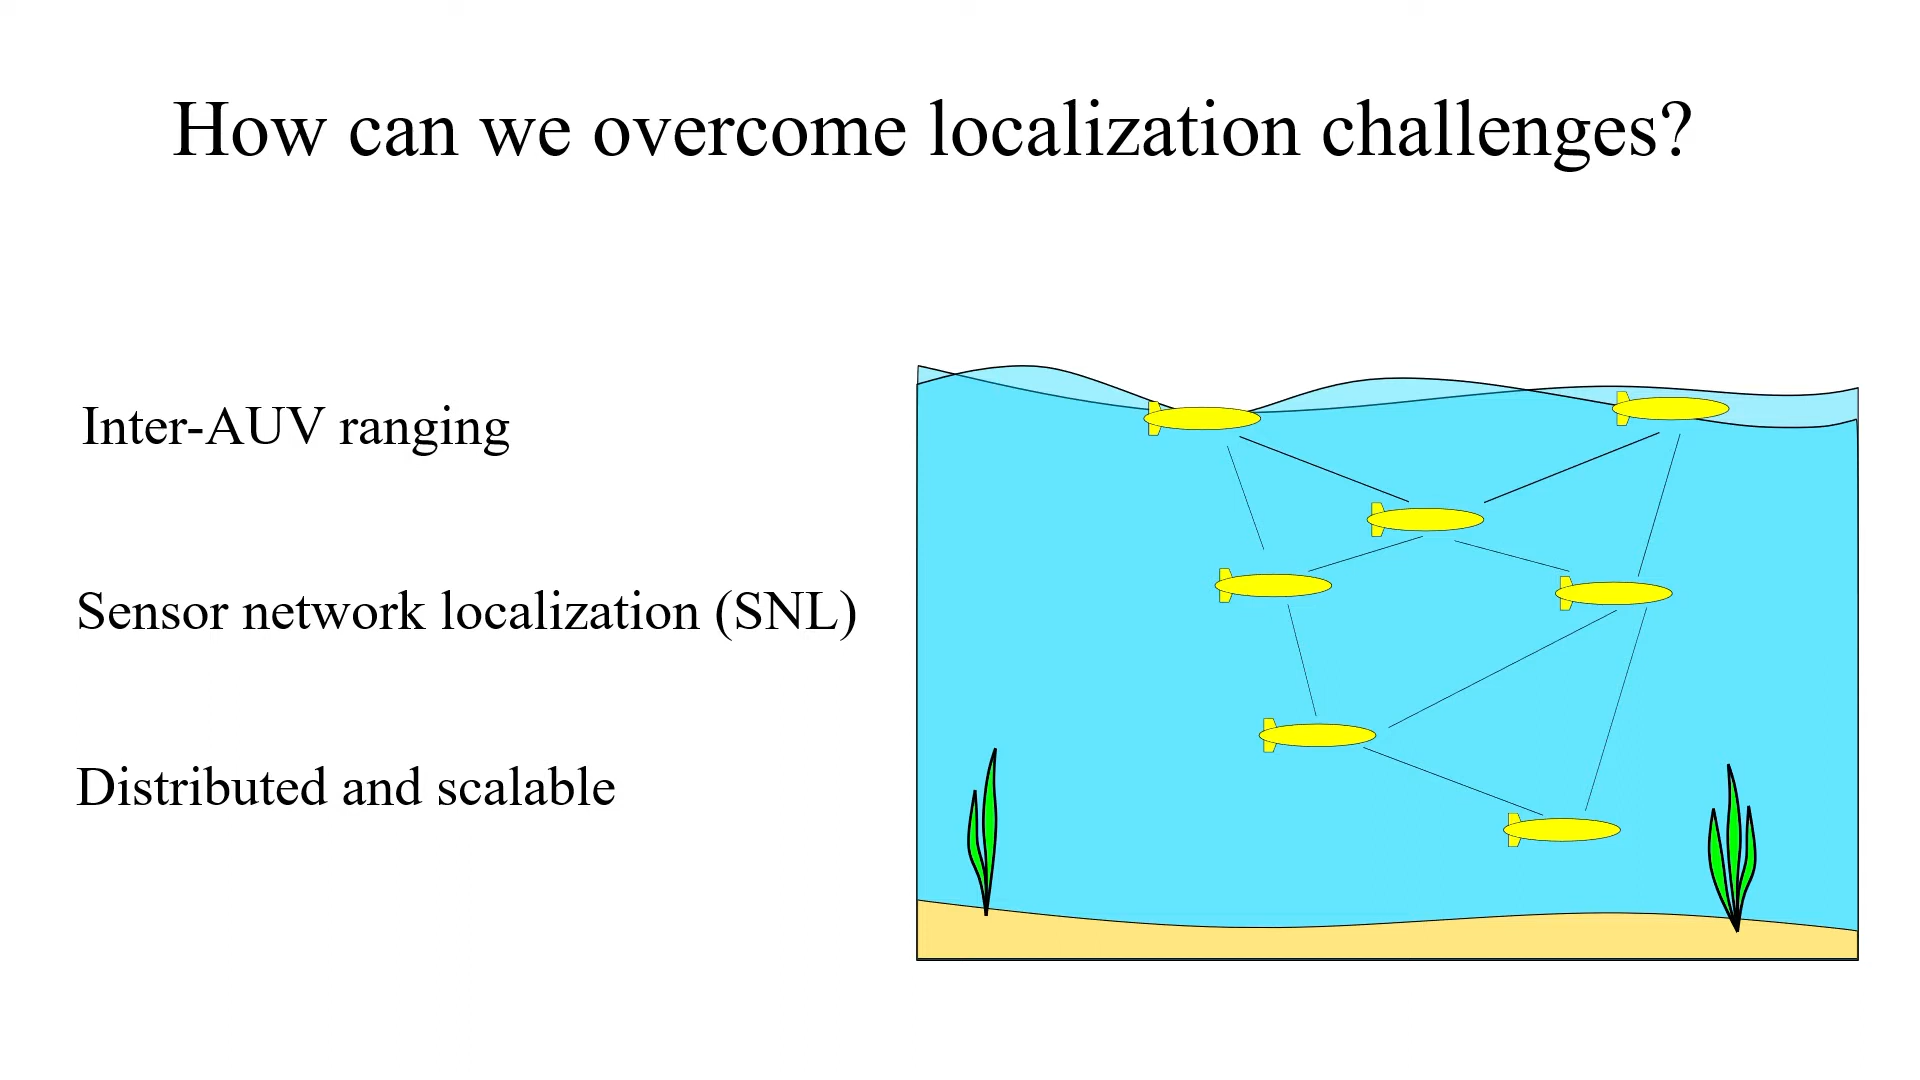 How can we overcome localization challenges?
Inter-AUV ranging
Sensor network localization (SNL)
Distributed and scalable